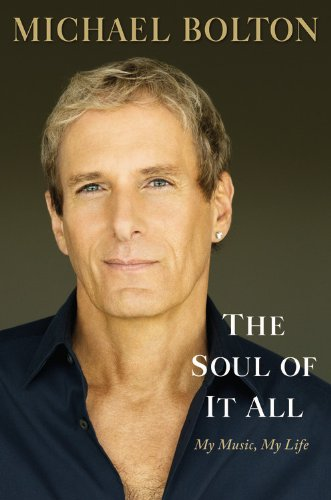 MICHAEL BOLTON
THE
SOUL OF
IT ALL
My Music, My Life